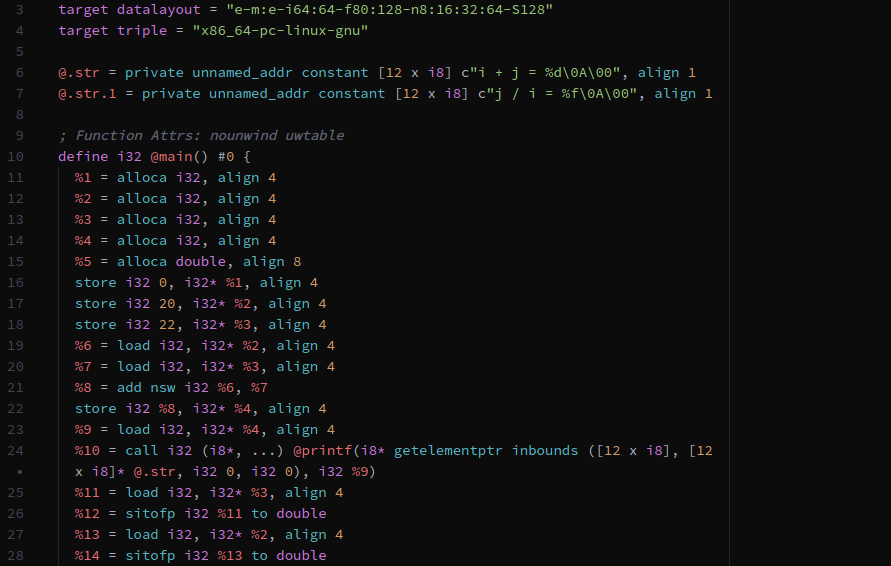 3 target datalayout = "e-m:e-i64:64-f80:128-n8:16:32:64-S128"
4 target triple = "x86_64-pc-linux-gnu"
5
6 @.str = private unnamed_addr constant [12 x i8] c"i + j = %d\0A\00", align 1
7 @.str.1 = private unnamed_addr constant [12 x i8] c"j / i = %f\0A\00", align 1
8
9 ; Function Attrs: nounwind uwtable
10 define i32 @main() #0 {
11 %1 = alloca i32, align 4
12 %2 = alloca i32, align 4
13 %3 = alloca i32, align 4
14 %4 = alloca i32, align 4
15 %5 = alloca double, align 8
16 store i32 0, i32* %1, align 4
17 store i32 20, i32* %2, align 4
18 store i32 22, i32* %3, align 4
19 %6 = load i32, i32* %2, align 4
20 %7 = load i32, i32* %3, align 4
21 %8 = add nsw i32 %6, %7
22 store i32 %8, i32* %4, align 4
23 %9 = load i32, i32* %4, align 4
24 %10 = call i32 (i8*, ...) @printf(i8* getelementptr inbounds ([12 x i8], [12
• x i8]* @.str, i32 0, i32 0), i32 %9)
25 %11 = load i32, i32* %3, align 4
26 %12 = sitofp i32 %11 to double
27 %13 = load i32, i32* %2, align 4
28 %14 = sitofp i32 %13 to double